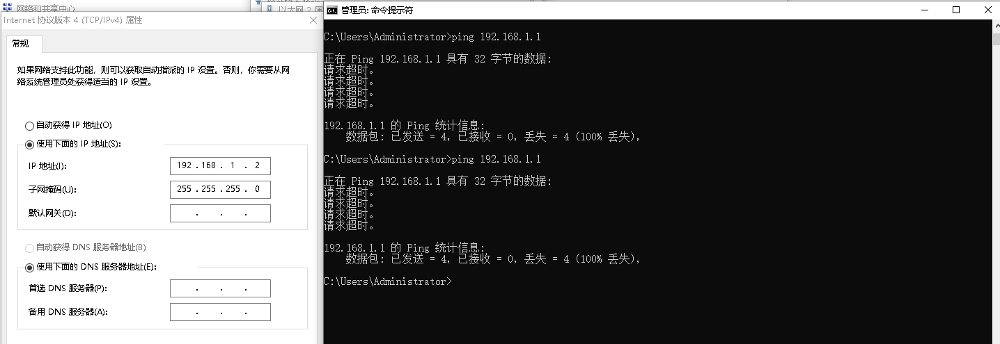 网络和共享中心
Internet 协议版本 4 (TCP/IPv4) 属性
常规
如果网络支持此功能，则可以获取自动指派的 IP 设置。否则，你需要从网
络系统管理员处获得适当的 IP 设置。
自动获得 IP 地址(O)
使用下面的 IP 地址(S):
IP 地址(I):
192 . 168 . 1 . 2
子网掩码(U):
255 . 255 . 255 . 0
默认网关(D):
. . .
自动获得 DNS 服务器地址(B)
使用下面的 DNS 服务器地址(E):
首选 DNS 服务器(P):
. . .
备用 DNS 服务器(A):
. . .
以太网 2 属
管理员: 命令提示符
C:\Users\Administrator>ping 192.168.1.1
正在 Ping 192.168.1.1 具有 32 字节的数据:
请求超时。
请求超时。
请求超时。
请求超时。
192.168.1.1 的 Ping 统计信息:
数据包: 已发送 = 4，已接收 = 0，丢失 = 4 (100% 丢失)，
C:\Users\Administrator>ping 192.168.1.1
正在 Ping 192.168.1.1 具有 32 字节的数据:
请求超时。
请求超时。
请求超时。
请求超时。
192.168.1.1 的 Ping 统计信息:
数据包: 已发送 = 4，已接收 = 0，丢失 = 4 (100% 丢失)，
C:\Users\Administrator>